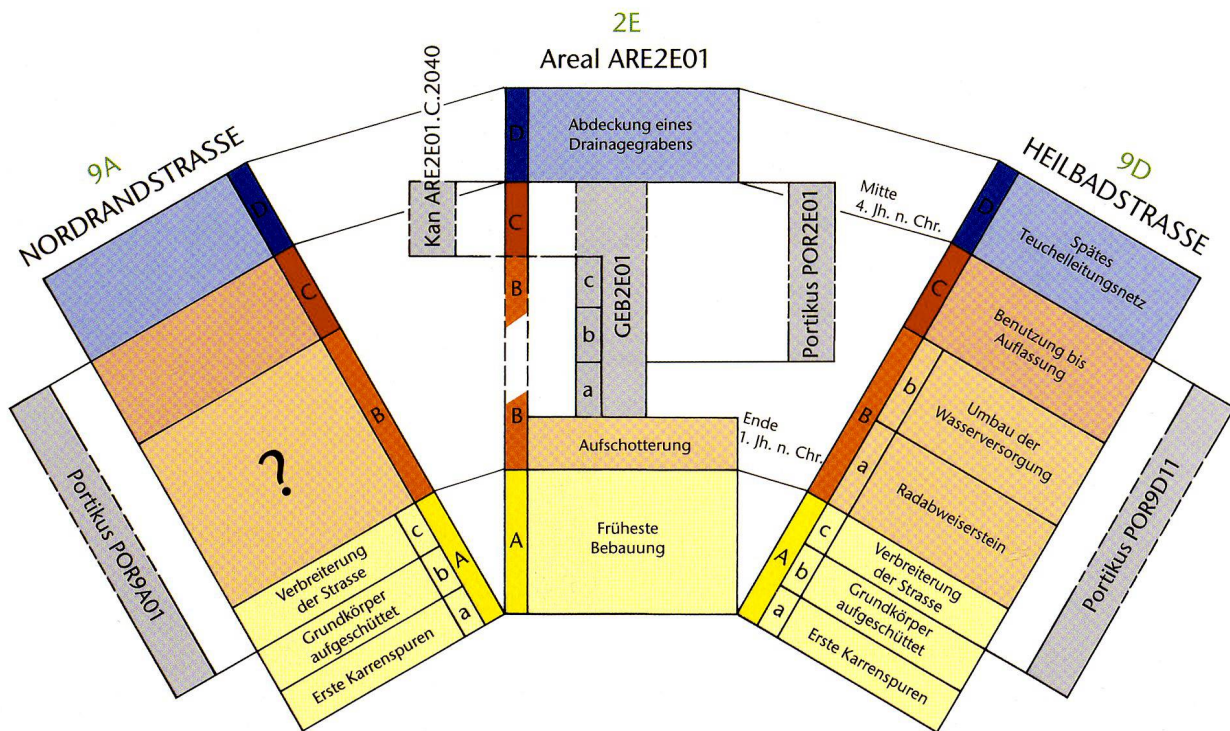 2E
Areal ARE2E01
9A
NORDRANDSTRASSE
9D
HEILBADSTRASSE
D
C
B
A
c
b
a
?
Verbreiterung
der Strasse
Grundkörper
aufgeschüttet
Erste Karrenspuren
Portikus POR9A01
Kan ARE2E01.C.2040
D
C
B
B
A
Abdeckung eines
Drainagegrabens
c
b
a
GEB2E01
Portikus POR2E01
Aufschotterung
Früheste
Bebauung
Mitte
4. Jh. n. Chr.
Ende
1. Jh. n. Chr.
D
C
B
A
b
a
c
b
a
Spätes
Teuchelleitungsnetz
Benutzung bis
Auflassung
Umbau der
Wasserversorgung
Radabweiserstein
Verbreiterung
der Strasse
Grundkörper
aufgeschüttet
Erste Karrenspuren
Portikus POR9D11